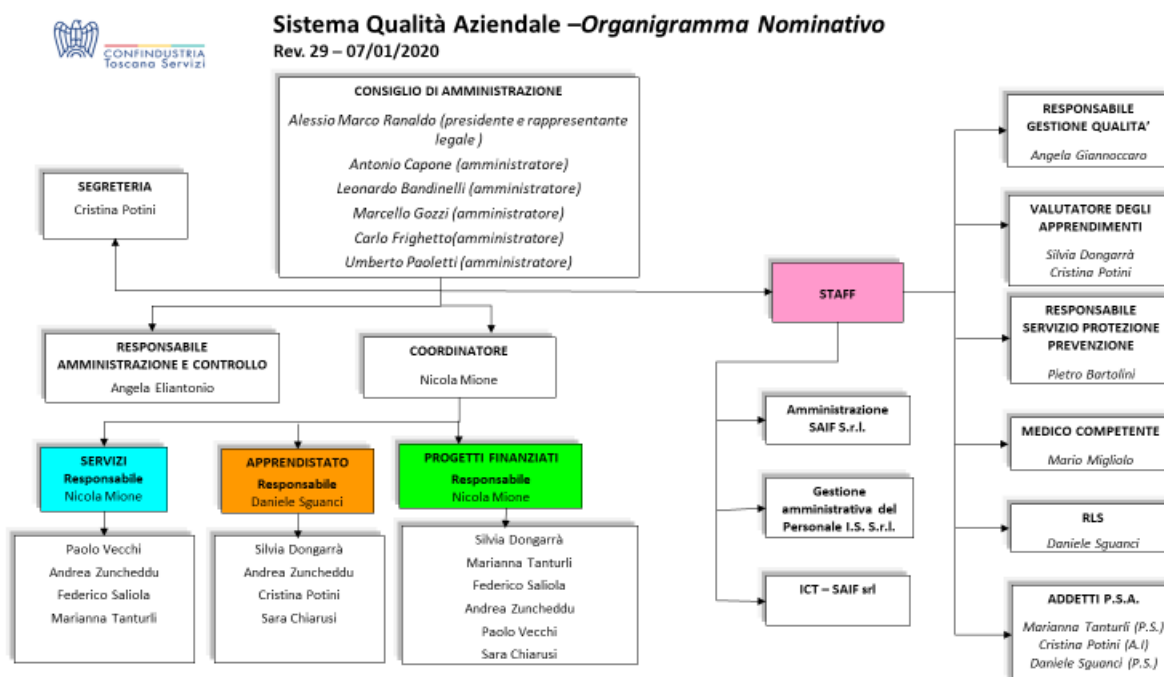 Sistema Qualità Aziendale –Organigramma Nominativo
Rev. 29 – 07/01/2020
CONFINDUSTRIA
Toscana Servizi
CONSIGLIO DI AMMINISTRAZIONE
Alessio Marco Ranaldo (presidente e rappresentante
legale )
Antonio Capone (amministratore)
Leonardo Bandinelli (amministratore)
Marcello Gozzi (amministratore)
Carlo Frighetto(amministratore)
Umberto Paoletti (amministratore)
SEGRETERIA
Cristina Potini
STAFF
RESPONSABILE
AMMINISTRAZIONE E CONTROLLO
Angela Eliantonio
COORDINATORE
Nicola Mione
SERVIZI
Responsabile
Nicola Mione
Paolo Vecchi
Andrea Zuncheddu
Federico Saliola
Marianna Tanturli
APPRENDISTATO
Responsabile
Daniele Sguanci
Silvia Dongarrà
Andrea Zuncheddu
Cristina Potini
Sara Chiarusi
PROGETTI FINANZIATI
Responsabile
Nicola Mione
Silvia Dongarrà
Marianna Tanturli
Federico Saliola
Andrea Zuncheddu
Paolo Vecchi
Sara Chiarusi
Amministrazione
SAIF S.r.l.
Gestione
amministrativa del
Personale I.S. S.r.l.
ICT – SAIF srl
RESPONSABILE
GESTIONE QUALITA’
Angela Giannoccaro
VALUTATORE DEGLI
APPRENDIMENTI
Silvia Dongarrà
Cristina Potini
RESPONSABILE
SERVIZIO PROTEZIONE
PREVENZIONE
Pietro Bartolini
MEDICO COMPETENTE
Mario Migliolo
RLS
Daniele Sguanci
ADDETTI P.S.A.
Marianna Tanturli (P.S.)
Cristina Potini (A.I)
Daniele Sguanci (P.S.)